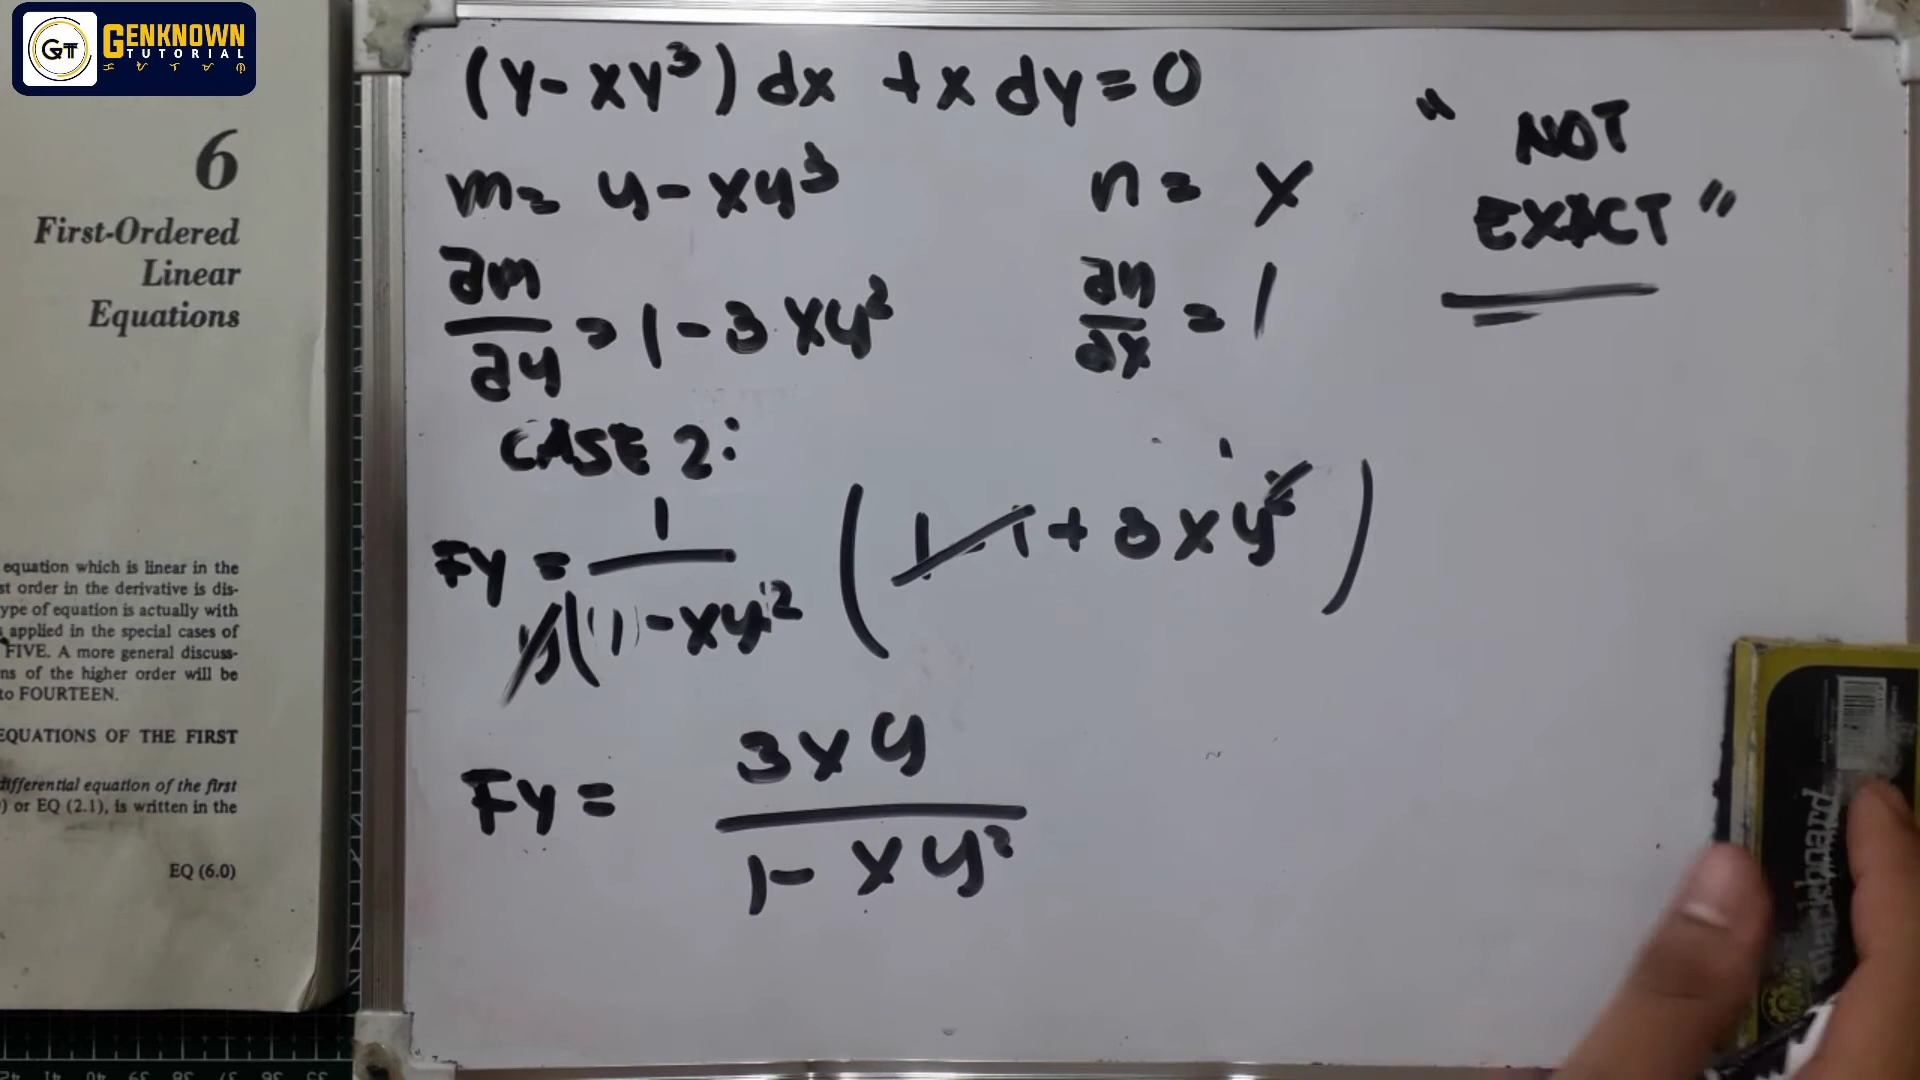 GT GENKNOWN
TUTORIAL
6
First-Ordered
Linear
Equations
equation which is linear in the
st order in the derivative is dis-
ype of equation is actually with
applied in the special cases of
FIVE. A more general discuss-
ns of the higher order will be
to FOURTEEN.
EQUATIONS OF THE FIRST
differential equation of the first
) or EQ (2.1), is written in the
EQ (6.0)
(y-xy³)dx +x dy=0
m= y-xy³
n= x
" NOT
EXACT "
∂m/∂y = 1-3xy²
∂n/∂x = 1
CASE 2:
Fy = 1/y(1-xy²) (1-1+3xy²)
Fy = 3xy/1-xy²
blackboard